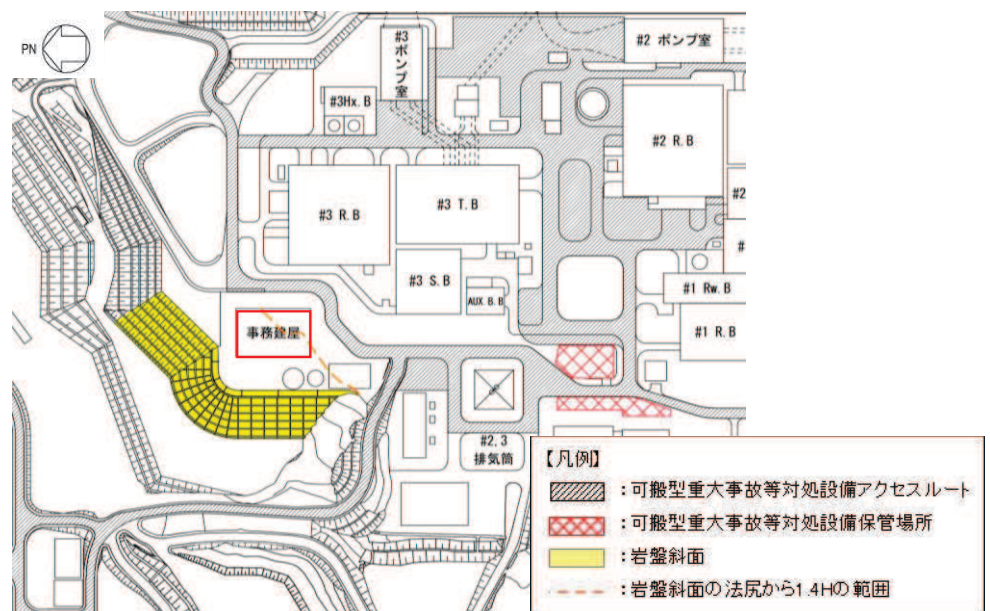 PN
#3 ポンプ室
#2 ポンプ室
#3Hx.B
#2 R.B
#3 R.B
#3 T.B
#2
#3 S.B
AUX B.B
#1 Rw.B
#1 R.B
事務建屋
#2,3
排気筒
【凡例】
:可搬型重大事故等対処設備アクセスルート
:可搬型重大事故等対処設備保管場所
:岩盤斜面
:岩盤斜面の法尻から1.4Hの範囲